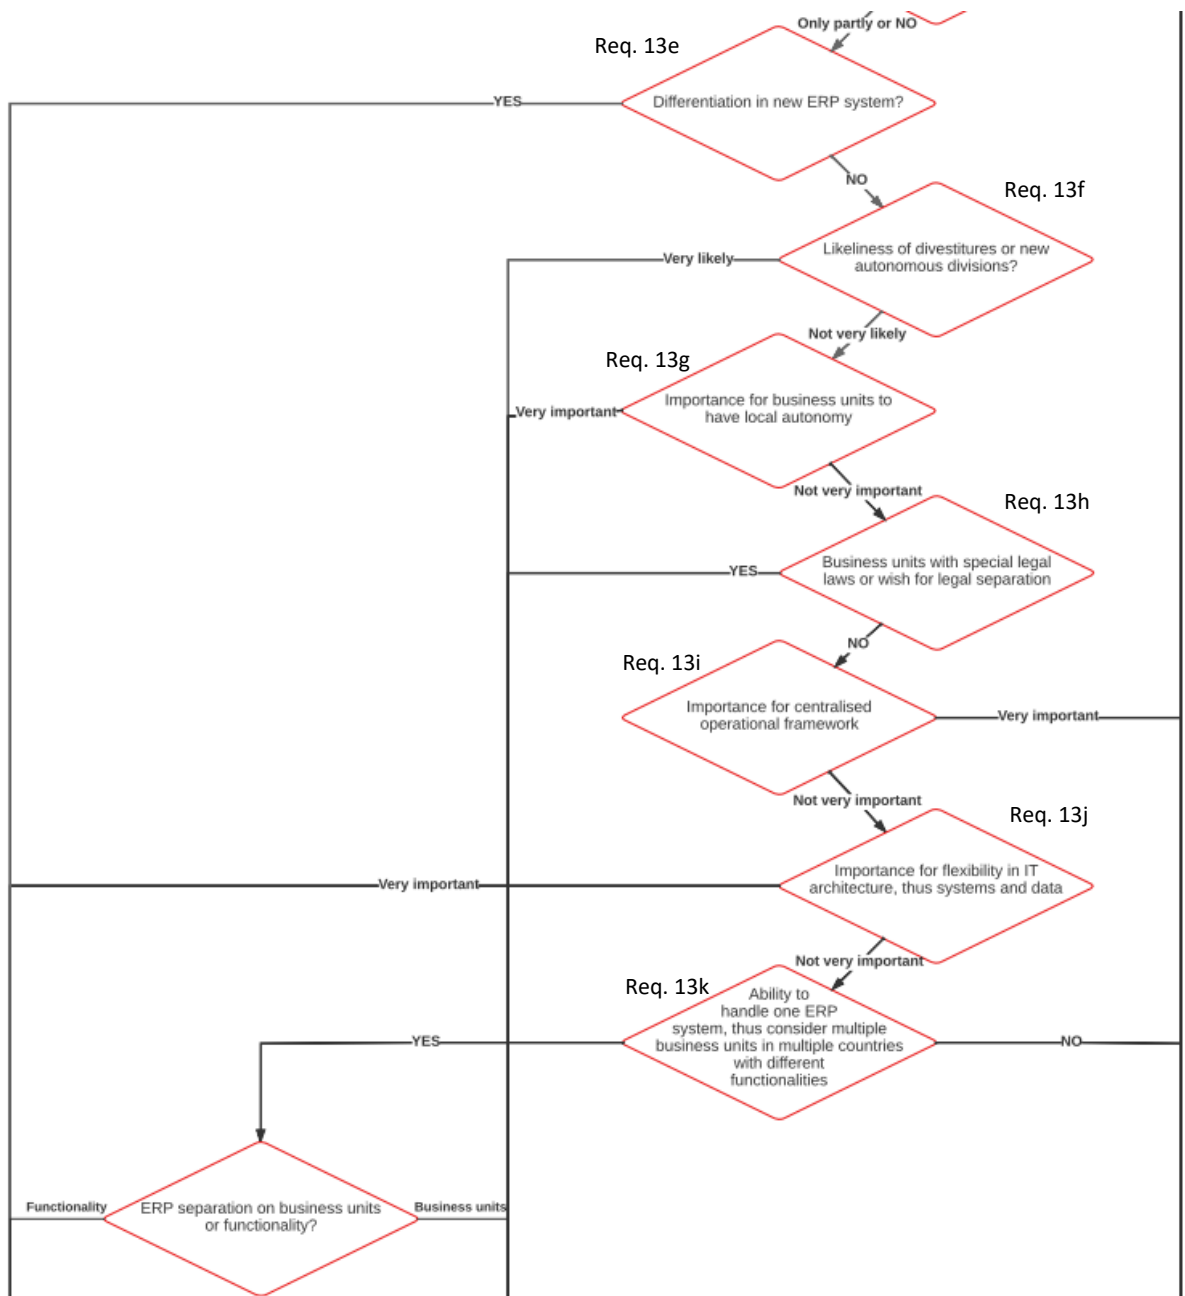 Only partly or NO
Req. 13e
Differentiation in new ERP system?
YES
NO
Req. 13f
Likeliness of divestitures or new
autonomous divisions?
Very likely
Not very likely
Req. 13g
Importance for business units to
have local autonomy
Very important
Not very important
Req. 13h
Business units with special legal
laws or wish for legal separation
YES
NO
Req. 13i
Importance for centralised
operational framework
Very important
Not very important
Req. 13j
Importance for flexibility in IT
architecture, thus systems and data
Very important
Not very important
Req. 13k
Ability to
handle one ERP
system, thus consider multiple
business units in multiple countries
with different
functionalities
YES
NO
Functionality
ERP separation on business units
or functionality?
Business units